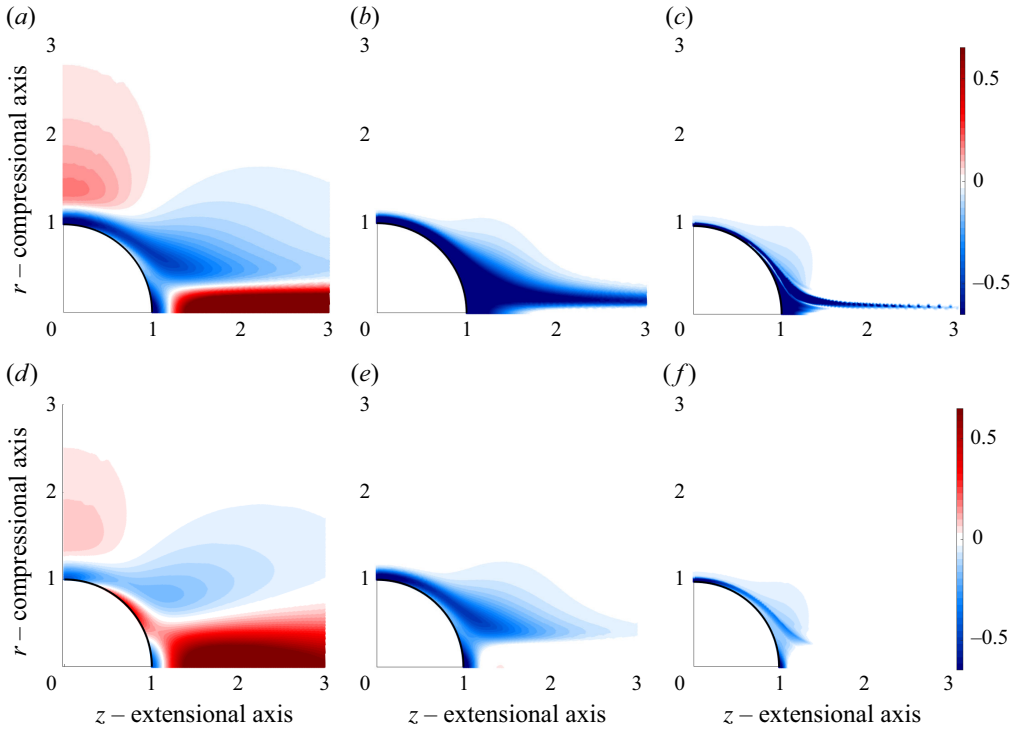 (a) (b) (c)
3 3 3
0.5
2 2 2
0
1 1 1
–0.5
0 1 2 3 0 1 2 3 0 1 2 3
r – compressional axis
(d) (e) (f)
3 3 3
0.5
2 2 2
0
1 1 1
–0.5
0 1 2 3 0 1 2 3 0 1 2 3
r – compressional axis
z – extensional axis z – extensional axis z – extensional axis